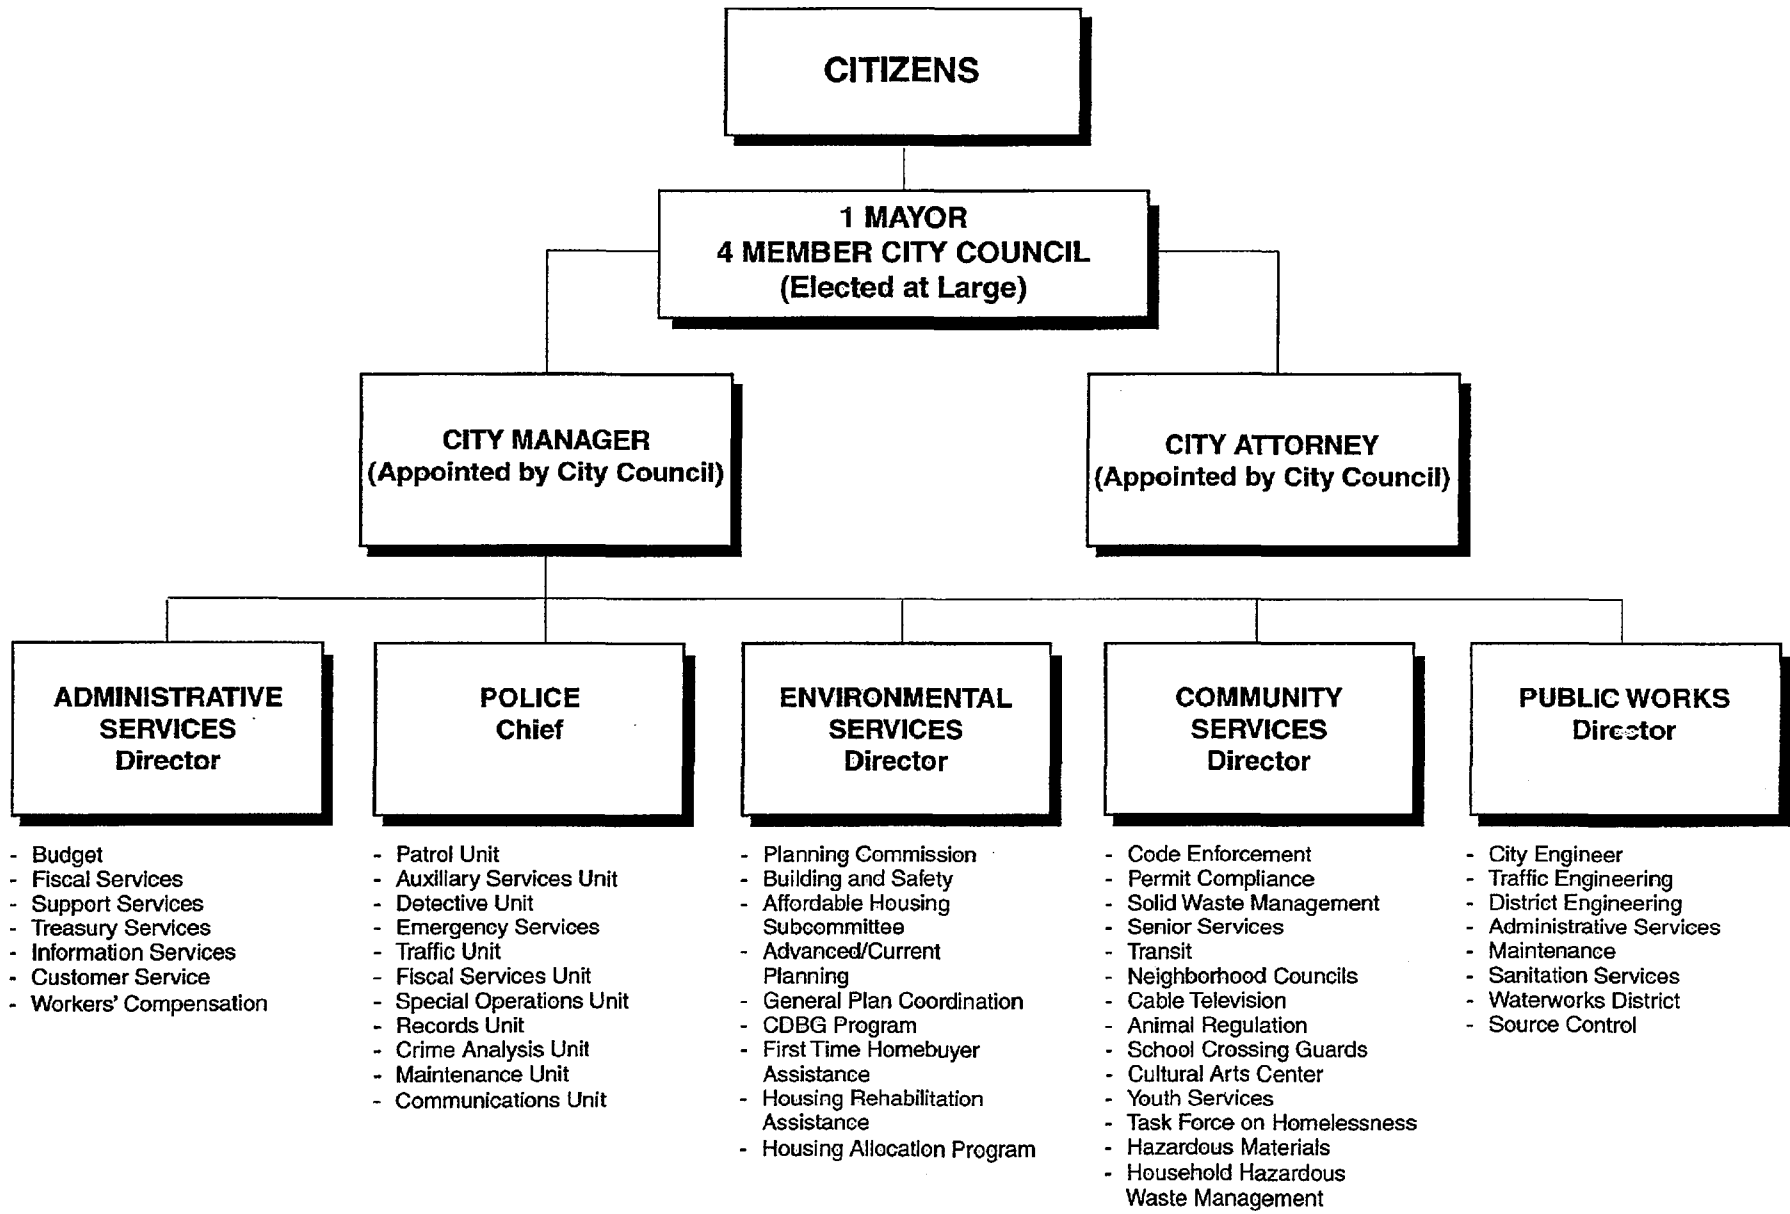 CITIZENS
1 MAYOR
4 MEMBER CITY COUNCIL
(Elected at Large)
CITY MANAGER
(Appointed by City Council)
CITY ATTORNEY
(Appointed by City Council)
ADMINISTRATIVE
SERVICES
Director
- Budget
- Fiscal Services
- Support Services
- Treasury Services
- Information Services
- Customer Service
- Workers' Compensation
POLICE
Chief
- Patrol Unit
- Auxillary Services Unit
- Detective Unit
- Emergency Services
- Traffic Unit
- Fiscal Services Unit
- Special Operations Unit
- Records Unit
- Crime Analysis Unit
- Maintenance Unit
- Communications Unit
ENVIRONMENTAL
SERVICES
Director
- Planning Commission
- Building and Safety
- Affordable Housing
Subcommittee
- Advanced/Current
Planning
- General Plan Coordination
- CDBG Program
- First Time Homebuyer
Assistance
- Housing Rehabilitation
Assistance
- Housing Allocation Program
COMMUNITY
SERVICES
Director
- Code Enforcement
- Permit Compliance
- Solid Waste Management
- Senior Services
- Transit
- Neighborhood Councils
- Cable Television
- Animal Regulation
- School Crossing Guards
- Cultural Arts Center
- Youth Services
- Task Force on Homelessness
- Hazardous Materials
- Household Hazardous
Waste Management
PUBLIC WORKS
Director
- City Engineer
- Traffic Engineering
- District Engineering
- Administrative Services
- Maintenance
- Sanitation Services
- Waterworks District
- Source Control